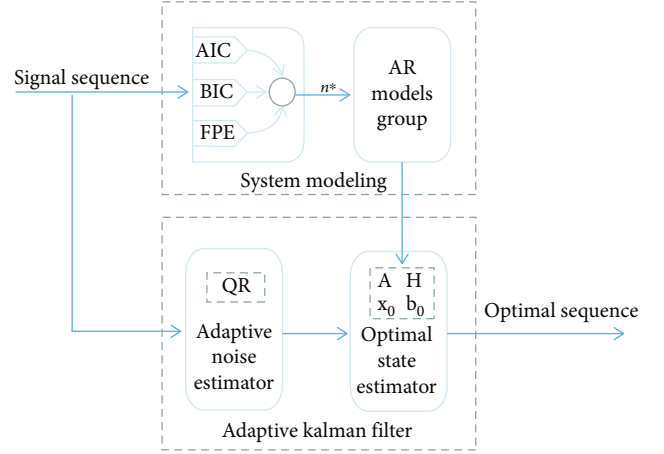 Signal sequence
AIC
BIC
FPE
n*
AR
models
group
System modeling
QR
Adaptive
noise
estimator
A H
x₀ b₀
Optimal
state
estimator
Optimal sequence
Adaptive kalman filter